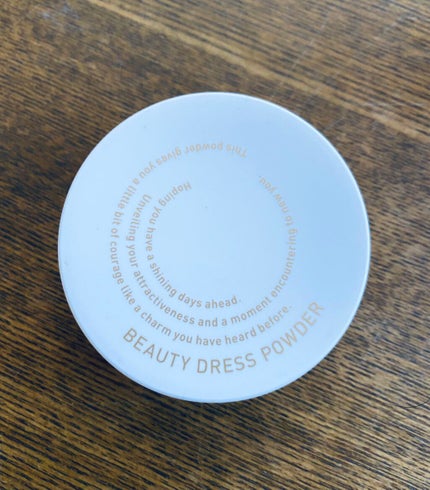 This powder gives you a little bit of courage like a charm you have heard before.
Unveiling your attractiveness and a moment encountering to new you.
Hoping you have a shining days ahead.
BEAUTY DRESS POWDER